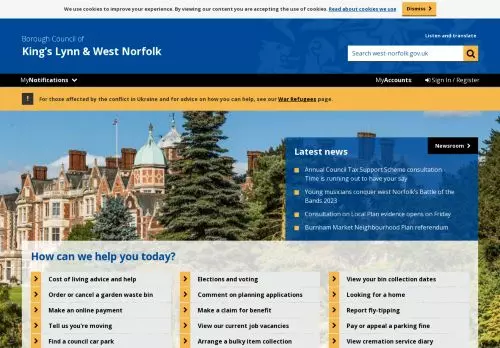 We use cookies to improve your experience. By viewing our content you are accepting the use of cookies. Read about cookies we use
Dismiss
Listen and translate
Borough Council of
King's Lynn & West Norfolk
Search west-norfolk.gov.uk
MyNotifications
MyAccounts
Sign In / Register
! For those affected by the conflict in Ukraine and for advice on how you can help, see our War Refugees page.
Latest news
Newsroom
Annual Council Tax Support Scheme consultation -
Time is running out to have your say
Young musicians conquer west Norfolk's Battle of the
Bands 2023
Consultation on Local Plan evidence opens on Friday
Burnham Market Neighbourhood Plan referendum
How can we help you today?
Cost of living advice and help
Elections and voting
View your bin collection dates
Order or cancel a garden waste bin
Comment on planning applications
Looking for a home
Make an online payment
Make a claim for benefit
Report fly-tipping
Tell us you're moving
View our current job vacancies
Pay or appeal a parking fine
Find a council car park
Arrange a bulky item collection
View cremation service diary